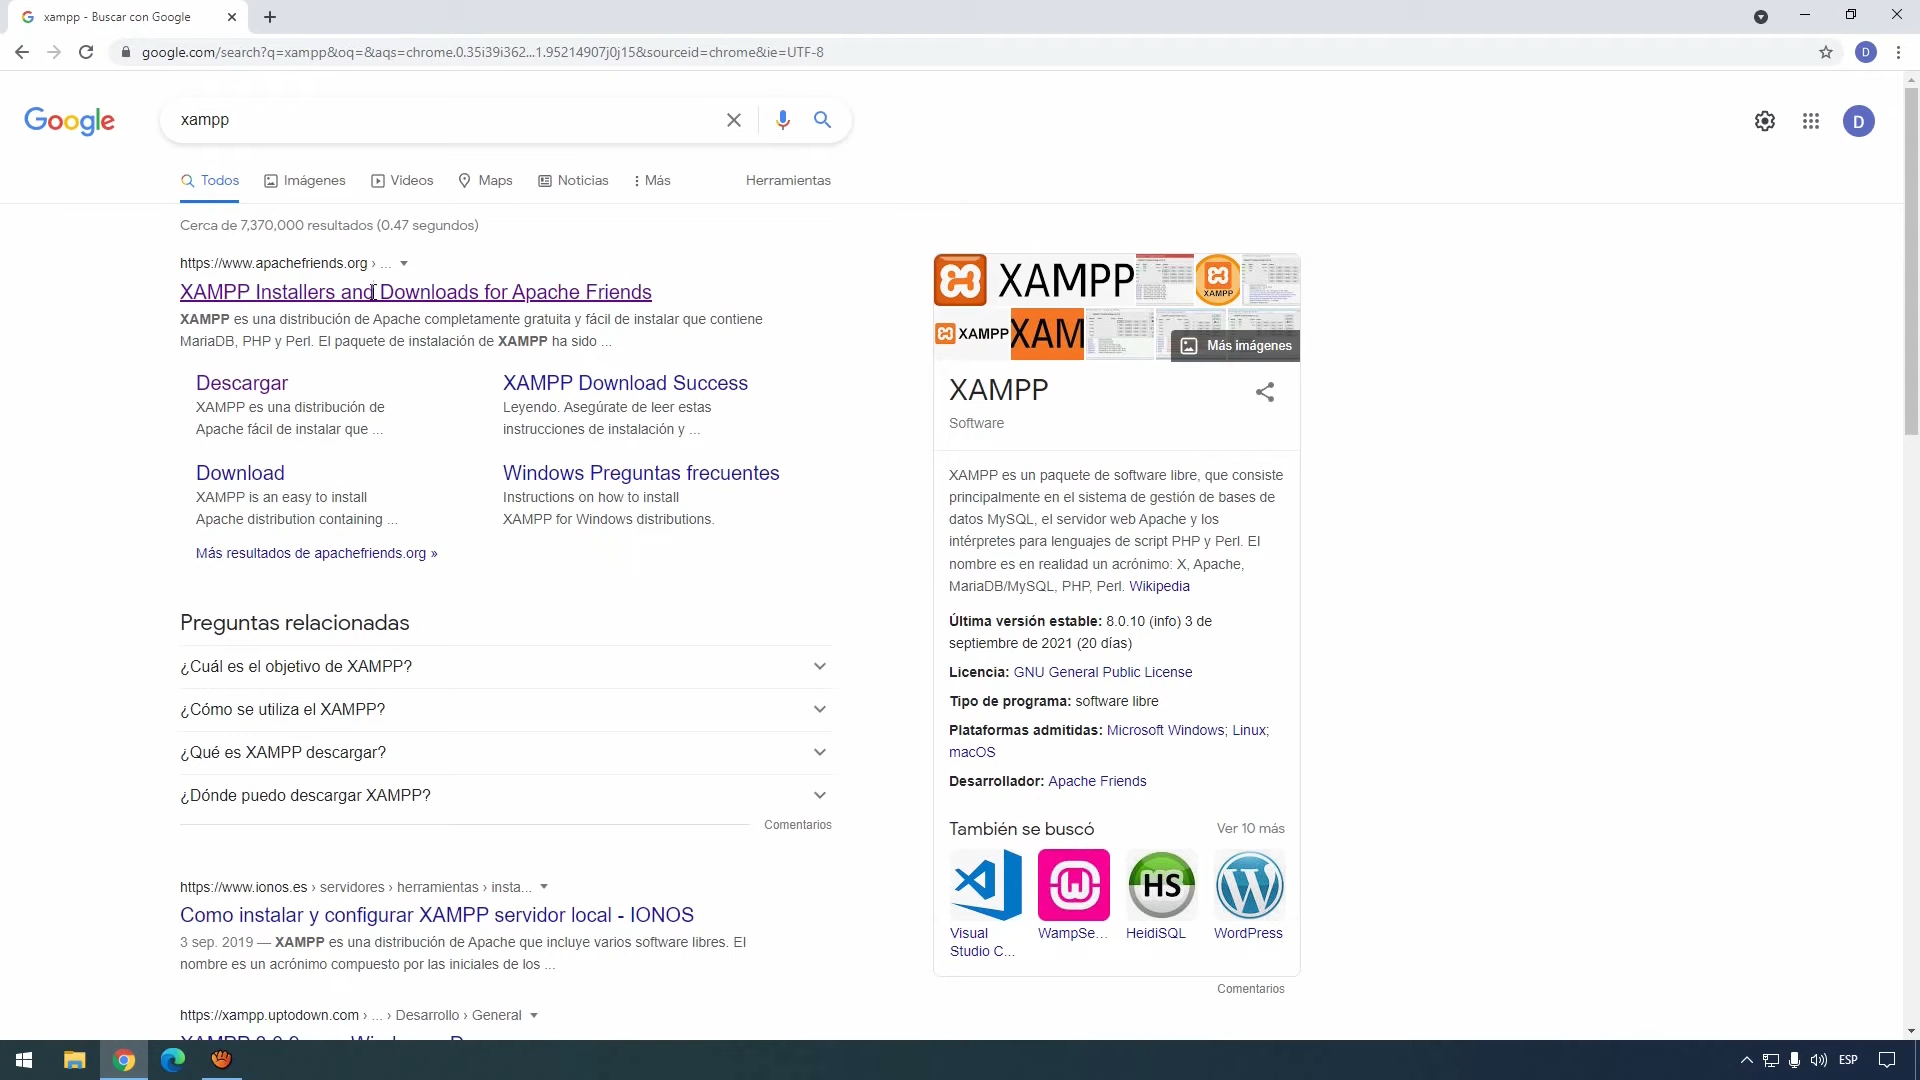 xampp - Buscar con Google
google.com/search?q=xampp&oq=&aqs=chrome.0.35i39i362...1.95214907j0j15&sourceid=chrome&ie=UTF-8
D
Google
xampp
D
Todos
Imágenes
Videos
Maps
Noticias
Más
Herramientas
Cerca de 7,370,000 resultados (0.47 segundos)
https://www.apachefriends.org › ...
XAMPP Installers and Downloads for Apache Friends
XAMPP es una distribución de Apache completamente gratuita y fácil de instalar que contiene
MariaDB, PHP y Perl. El paquete de instalación de XAMPP ha sido ...
Descargar
XAMPP es una distribución de
Apache fácil de instalar que ...
XAMPP Download Success
Leyendo. Asegúrate de leer estas
instrucciones de instalación y ...
Download
XAMPP is an easy to install
Apache distribution containing ...
Windows Preguntas frecuentes
Instructions on how to install
XAMPP for Windows distributions.
Más resultados de apachefriends.org »
Preguntas relacionadas
¿Cuál es el objetivo de XAMPP?
¿Cómo se utiliza el XAMPP?
¿Qué es XAMPP descargar?
¿Dónde puedo descargar XAMPP?
Comentarios
https://www.ionos.es › servidores › herramientas › insta...
Como instalar y configurar XAMPP servidor local - IONOS
3 sep. 2019 — XAMPP es una distribución de Apache que incluye varios software libres. El
nombre es un acrónimo compuesto por las iniciales de los ...
https://xampp.uptodown.com › ... › Desarrollo › General
XAMPP
XAMPP
XAMPP
XAM
Más imágenes
XAMPP
Software
XAMPP es un paquete de software libre, que consiste
principalmente en el sistema de gestión de bases de
datos MySQL, el servidor web Apache y los
intérpretes para lenguajes de script PHP y Perl. El
nombre es en realidad un acrónimo: X, Apache,
MariaDB/MySQL, PHP, Perl. Wikipedia
Última versión estable: 8.0.10 (info) 3 de
septiembre de 2021 (20 días)
Licencia: GNU General Public License
Tipo de programa: software libre
Plataformas admitidas: Microsoft Windows; Linux;
macOS
Desarrollador: Apache Friends
También se buscó
Ver 10 más
HS
Visual
Studio C...
WampSe...
HeidiSQL
WordPress
Comentarios
ESP